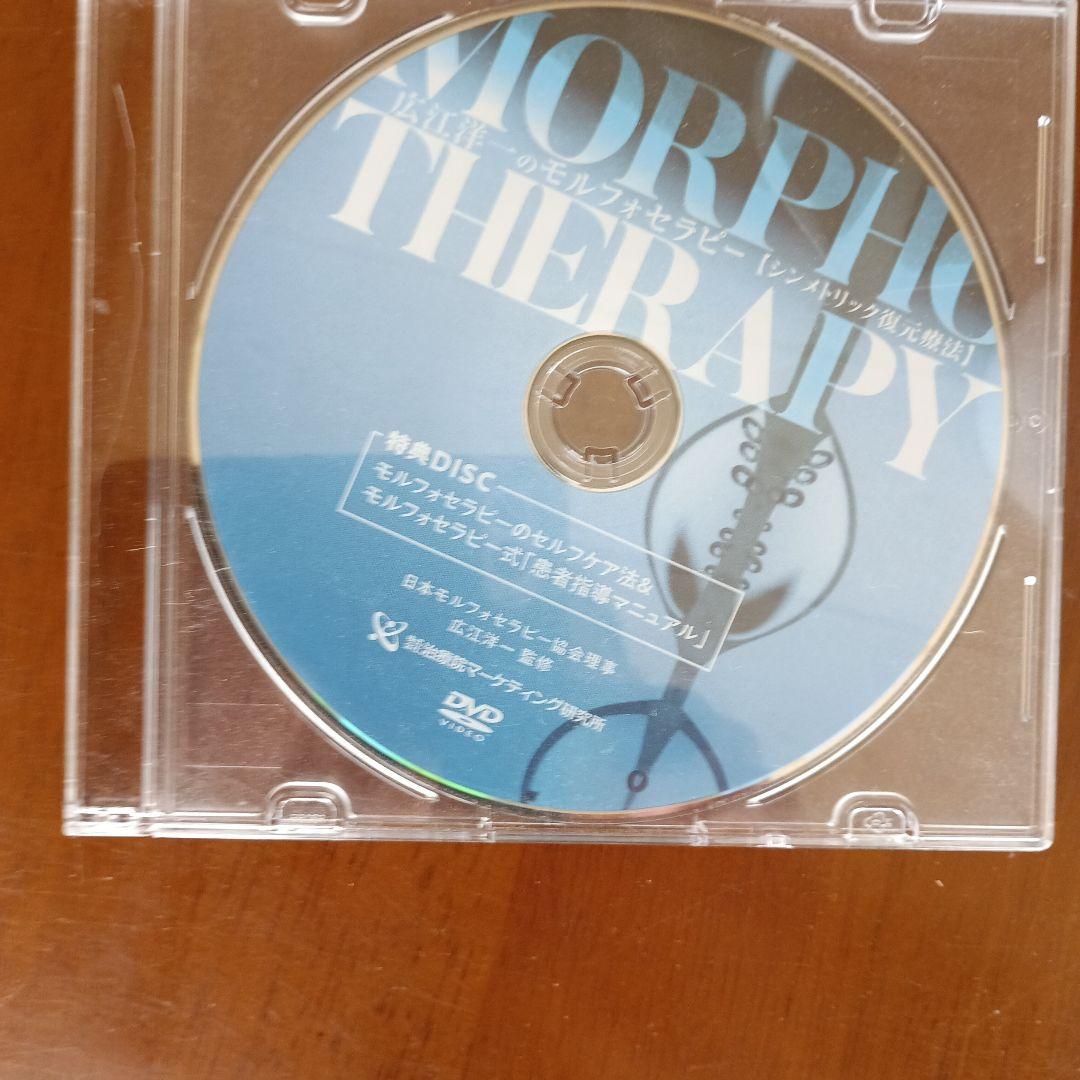 MORPHO
広江洋一のモルフォセラピー【シンメトリック復元療法】
THERAPY
特典DISC
モルフォセラピーのセルフケア法&
モルフォセラピー式「患者指導マニュアル」
日本モルフォセラピー協会理事
広江洋一 監修
治療院マーケティング研究所
DVD
VIDEO